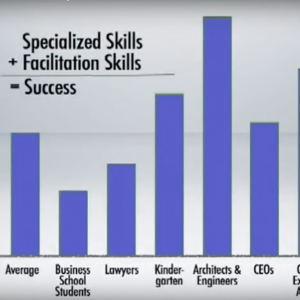 Specialized Skills
+ Facilitation Skills
= Success
Average
Business
School
Students
Lawyers
Kinder-
garten
Architects &
Engineers
CEOs